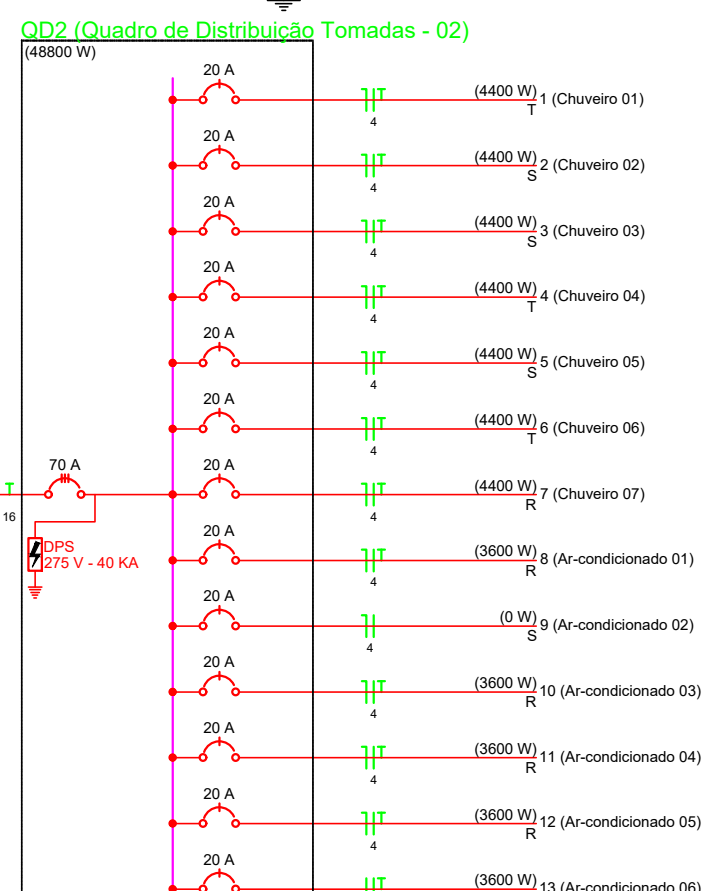 QD2 (Quadro de Distribuição Tomadas - 02)
(48800 W)
20 A
(4400 W) 1 (Chuveiro 01)
T
T
4
20 A
(4400 W) 2 (Chuveiro 02)
T
S
4
20 A
(4400 W) 3 (Chuveiro 03)
T
S
4
20 A
(4400 W) 4 (Chuveiro 04)
T
T
4
20 A
(4400 W) 5 (Chuveiro 05)
T
S
4
20 A
(4400 W) 6 (Chuveiro 06)
T
T
4
70 A
20 A
T
16
(4400 W) 7 (Chuveiro 07)
T
R
4
DPS
275 V - 40 KA
20 A
(3600 W) 8 (Ar-condicionado 01)
T
R
4
20 A
(0 W) 9 (Ar-condicionado 02)
S
4
20 A
(3600 W) 10 (Ar-condicionado 03)
T
R
4
20 A
(3600 W) 11 (Ar-condicionado 04)
T
R
4
20 A
(3600 W) 12 (Ar-condicionado 05)
T
R
4
20 A
(3600 W) 13 (Ar-condicionado 06)
T